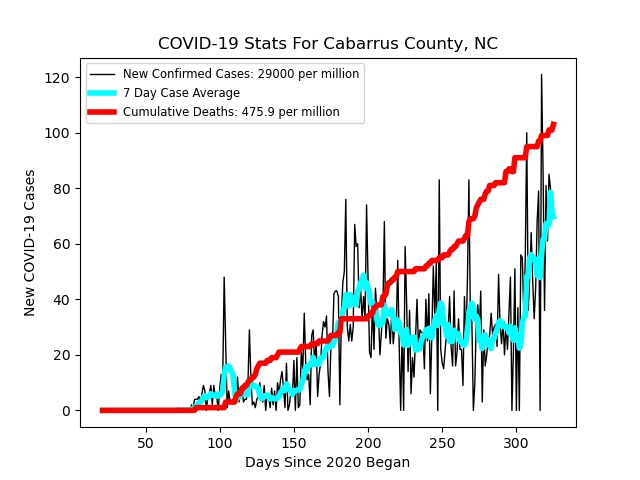 COVID-19 Stats For Cabarrus County, NC
New Confirmed Cases: 29000 per million
7 Day Case Average
Cumulative Deaths: 475.9 per million
New COVID-19 Cases
120
100
80
60
40
20
0
50 100 150 200 250 300
Days Since 2020 Began